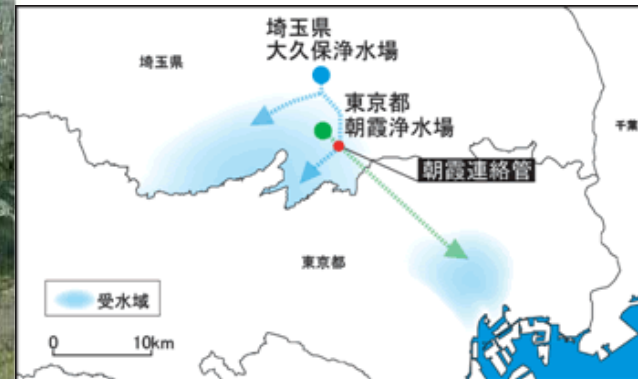 埼玉県
大久保浄水場
埼玉県
東京都
朝霞浄水場
千葉
朝霞連絡管
東京都
受水域
0 10km